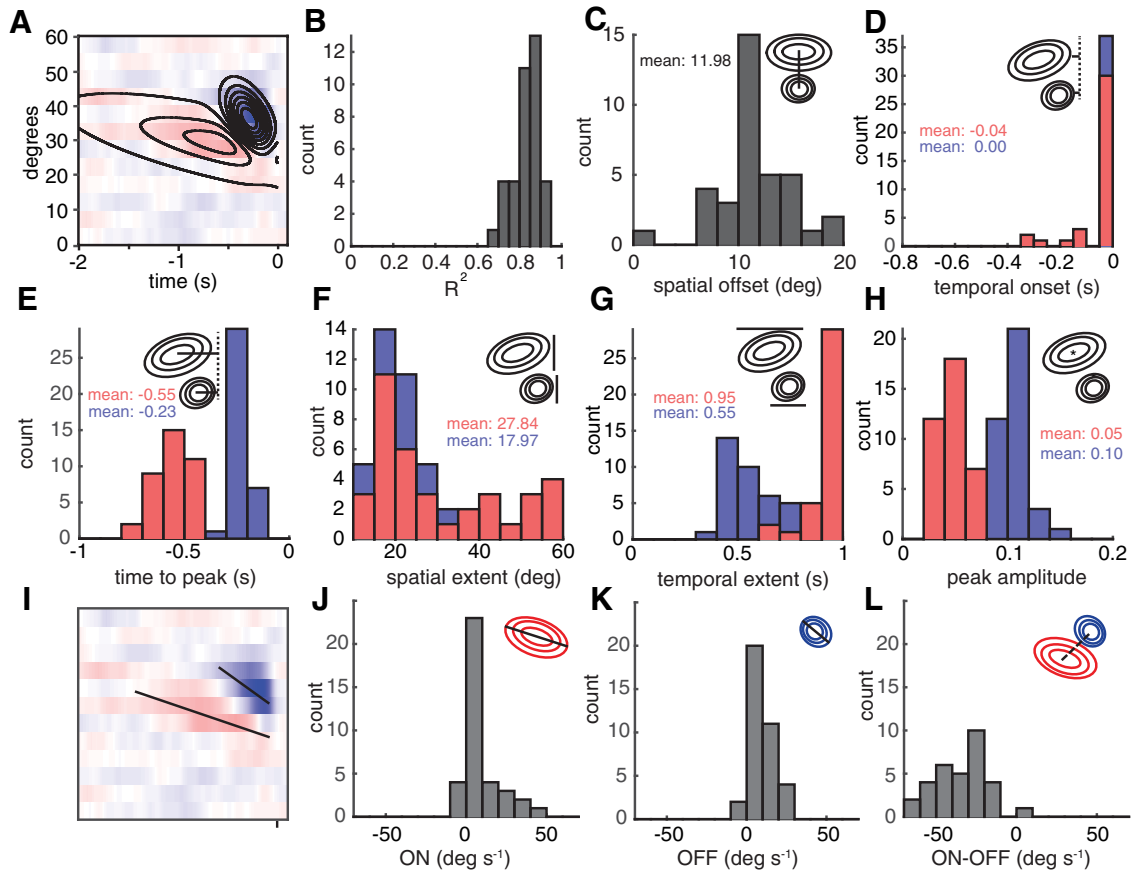 A
degrees
60
50
40
30
20
10
0
-2
-1
0
time (s)
B
count
12
10
8
6
4
2
0
0
0.2
0.4
0.6
0.8
1
R²
C
count
15
10
5
0
mean: 11.98
0
10
20
spatial offset (deg)
D
count
35
30
25
20
15
10
5
0
mean: -0.04
mean: 0.00
-0.8
-0.6
-0.4
-0.2
0
temporal onset (s)
E
count
25
20
15
10
5
0
mean: -0.55
mean: -0.23
-1
-0.5
0
time to peak (s)
F
count
14
12
10
8
6
4
2
0
mean: 27.84
mean: 17.97
20
40
60
spatial extent (deg)
G
count
25
20
15
10
5
0
mean: 0.95
mean: 0.55
0
0.5
1
temporal extent (s)
H
count
20
15
10
5
0
*
mean: 0.05
mean: 0.10
0
0.1
0.2
peak amplitude
I
J
count
20
15
10
5
0
-50
0
50
ON (deg s⁻¹)
K
count
20
15
10
5
0
-50
0
50
OFF (deg s⁻¹)
L
count
20
15
10
5
0
-50
0
50
ON-OFF (deg s⁻¹)